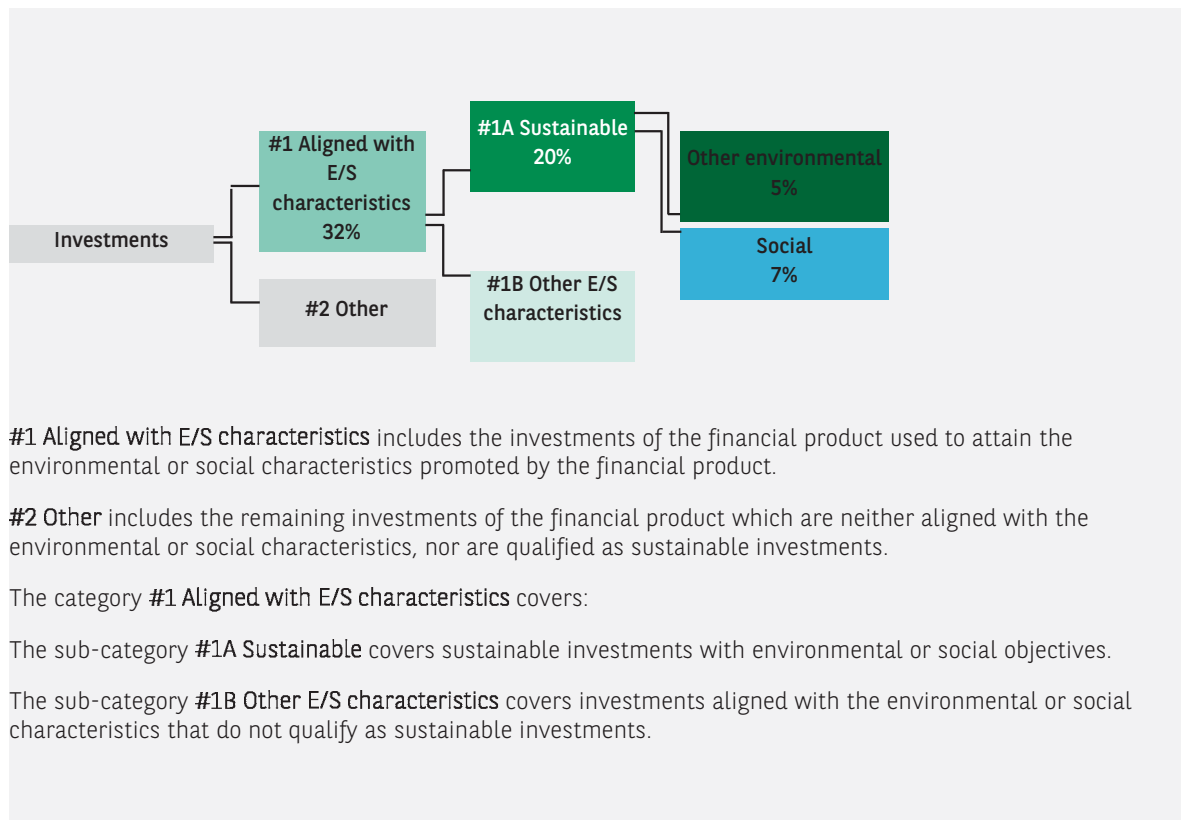 Investments
#1 Aligned with
E/S
characteristics
32%
#2 Other
#1A Sustainable
20%
#1B Other E/S
characteristics
Other environmental
5%
Social
7%
#1 Aligned with E/S characteristics includes the investments of the financial product used to attain the
environmental or social characteristics promoted by the financial product.
#2 Other includes the remaining investments of the financial product which are neither aligned with the
environmental or social characteristics, nor are qualified as sustainable investments.
The category #1 Aligned with E/S characteristics covers:
The sub-category #1A Sustainable covers sustainable investments with environmental or social objectives.
The sub-category #1B Other E/S characteristics covers investments aligned with the environmental or social
characteristics that do not qualify as sustainable investments.